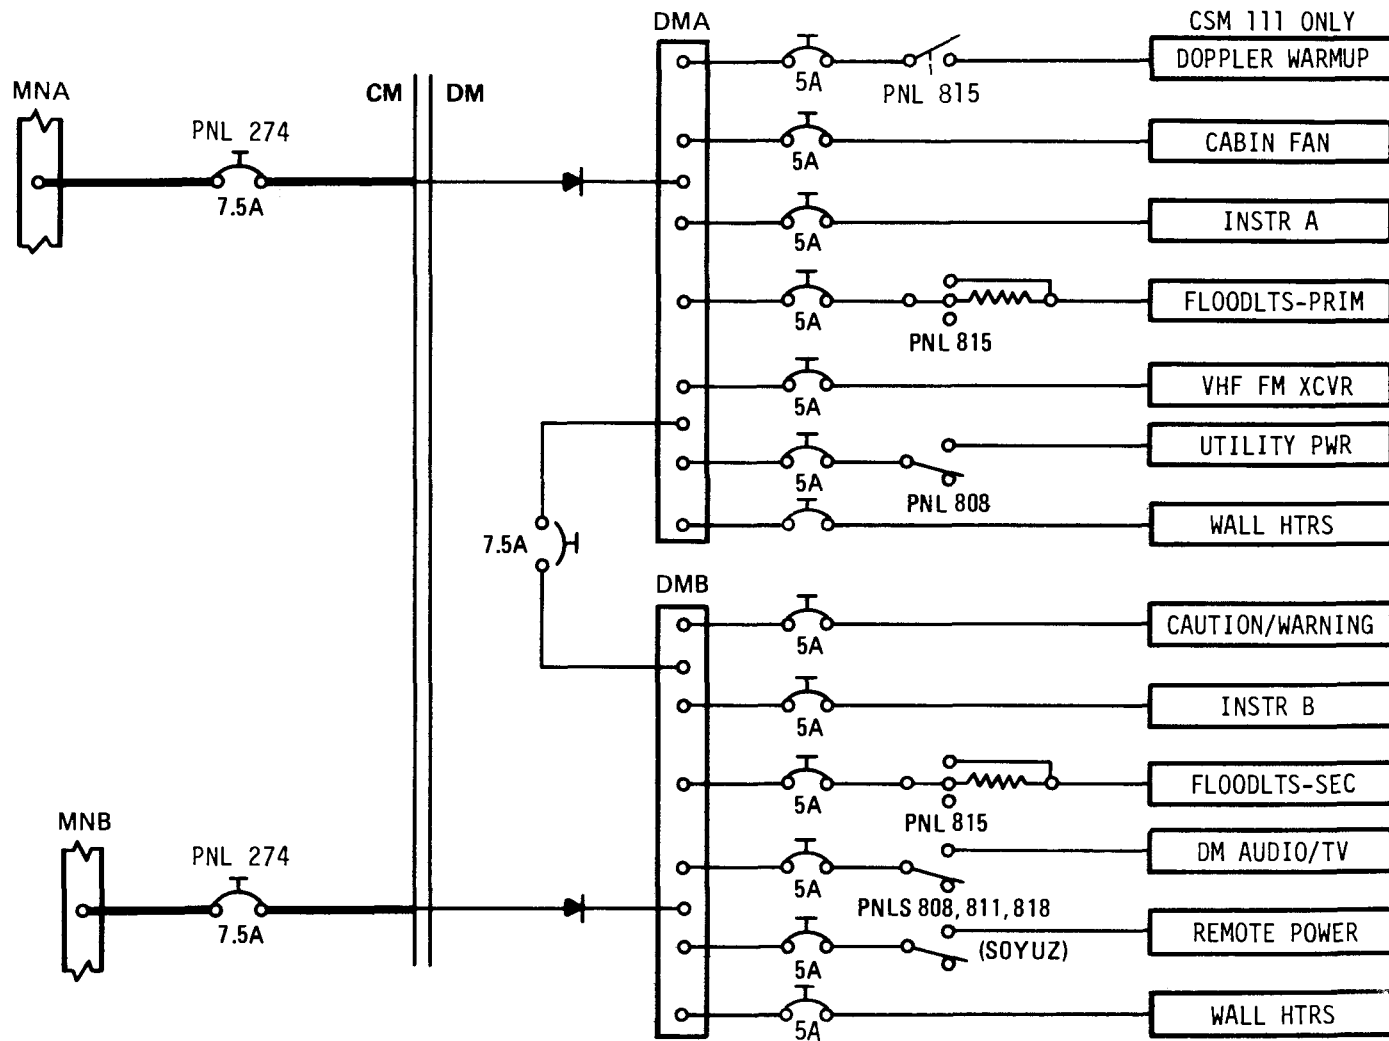 DMA
CSM 111 ONLY
DOPPLER WARMUP
5A
PNL 815
MNA
CM
DM
PNL 274
7.5A
CABIN FAN
5A
INSTR A
5A
FLOODLTS-PRIM
5A
PNL 815
VHF FM XCVR
5A
UTILITY PWR
5A
PNL 808
WALL HTRS
7.5A
DMB
CAUTION/WARNING
5A
INSTR B
5A
FLOODLTS-SEC
5A
PNL 815
MNB
PNL 274
7.5A
DM AUDIO/TV
5A
PNLS 808, 811, 818
REMOTE POWER
(SOYUZ)
5A
WALL HTRS
5A